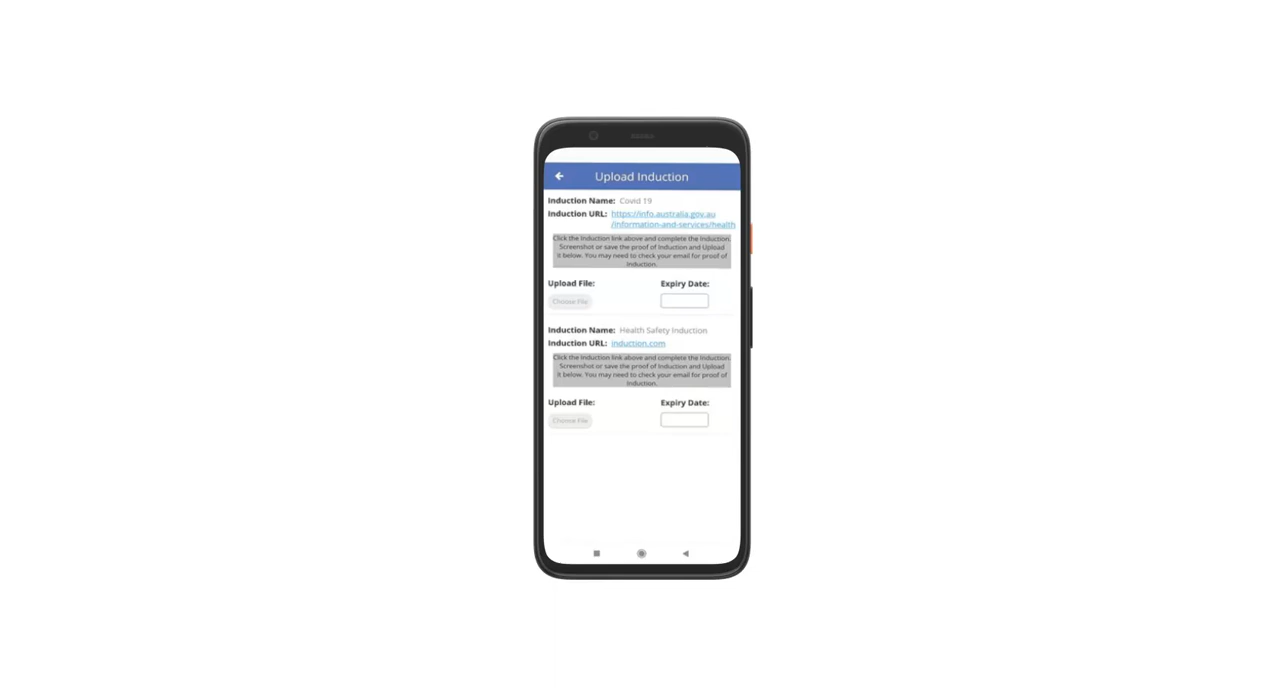 Upload Induction
Induction Name: Covid 19
Induction URL: https://info.australia.gov.au
/information-and-services/health
Click the Induction link above and complete the Induction.
Screenshot or save the proof of Induction and Upload
it below. You may need to check your email for proof of
Induction.
Upload File: Expiry Date:
Choose File
Induction Name: Health Safety Induction
Induction URL: induction.com
Click the Induction link above and complete the Induction.
Screenshot or save the proof of Induction and Upload
it below. You may need to check your email for proof of
Induction.
Upload File: Expiry Date:
Choose File